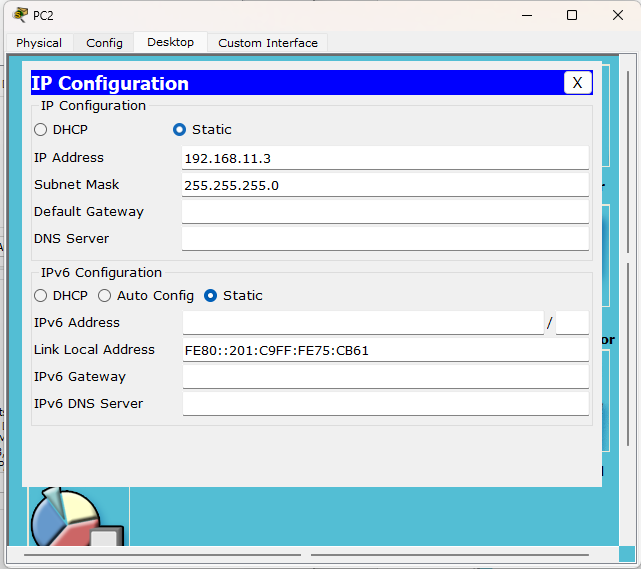 PC2
Physical Config Desktop Custom Interface
IP Configuration X
IP Configuration
DHCP Static
IP Address 192.168.11.3
Subnet Mask 255.255.255.0
Default Gateway
DNS Server
IPv6 Configuration
DHCP Auto Config Static
IPv6 Address /
Link Local Address FE80::201:C9FF:FE75:CB61
IPv6 Gateway
IPv6 DNS Server
or